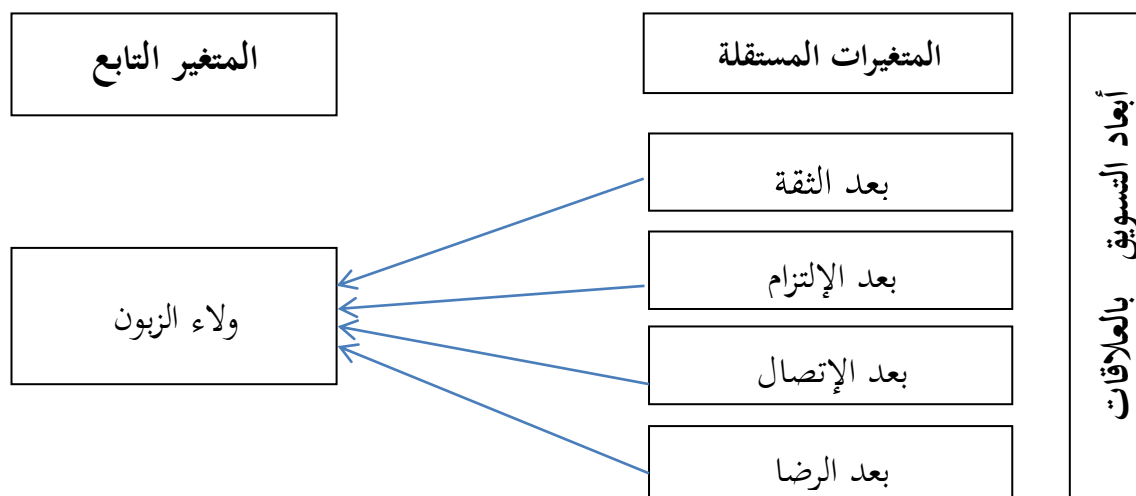 أبعاد التسويق بالعلاقات
المتغيرات المستقلة
المتغير التابع
بعد الثقة
بعد الإلتزام
بعد الإتصال
بعد الرضا
ولاء الزبون